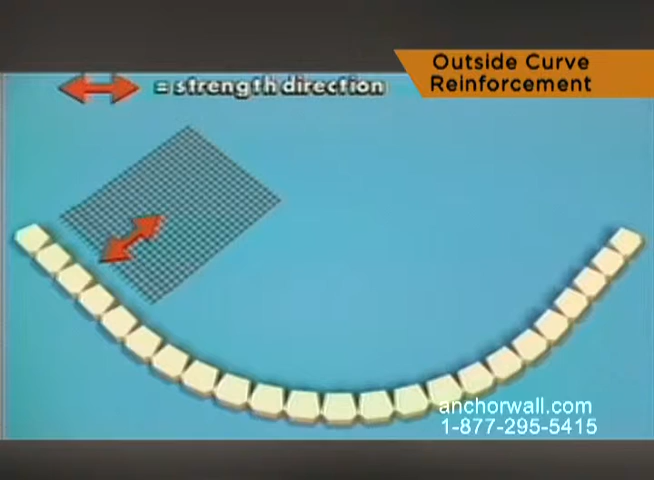 Outside Curve
Reinforcement
= strength direction
anchorwall.com
1-877-295-5415